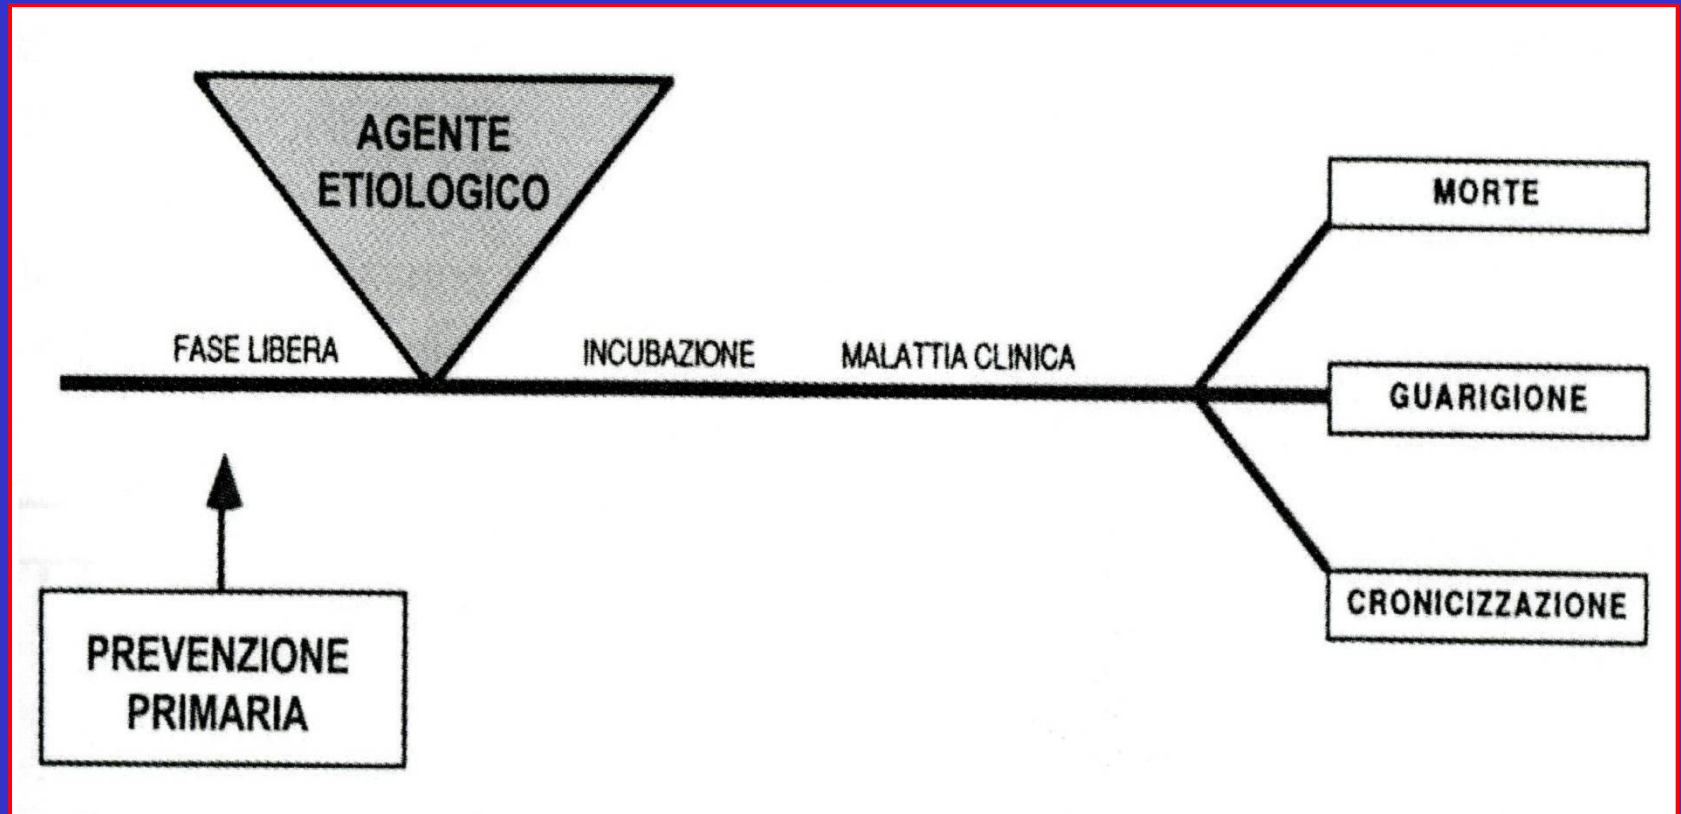 AGENTE
ETIOLOGICO
MORTE
FASE LIBERA
INCUBAZIONE
MALATTIA CLINICA
GUARIGIONE
CRONICIZZAZIONE
PREVENZIONE
PRIMARIA